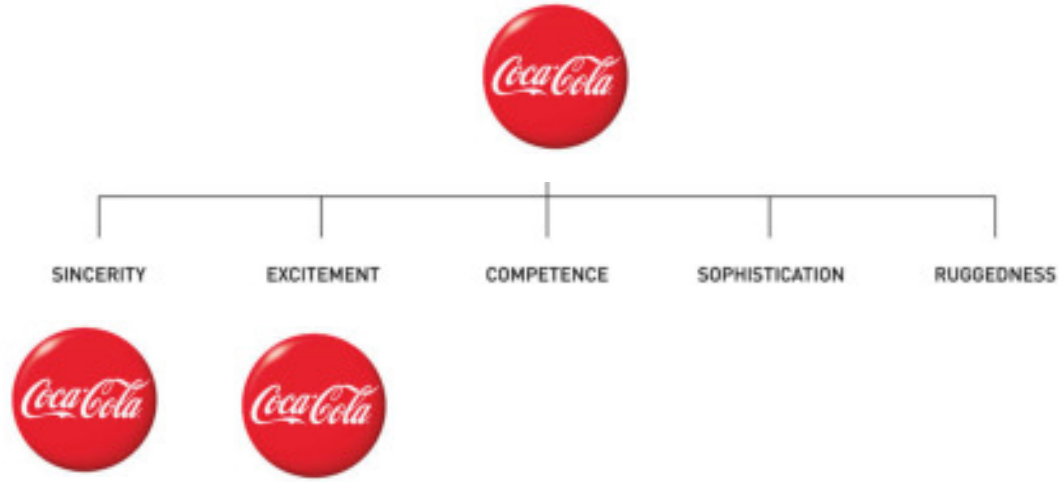 Coca-Cola
SINCERITY EXCITEMENT COMPETENCE SOPHISTICATION RUGGEDNESS
Coca-Cola Coca-Cola